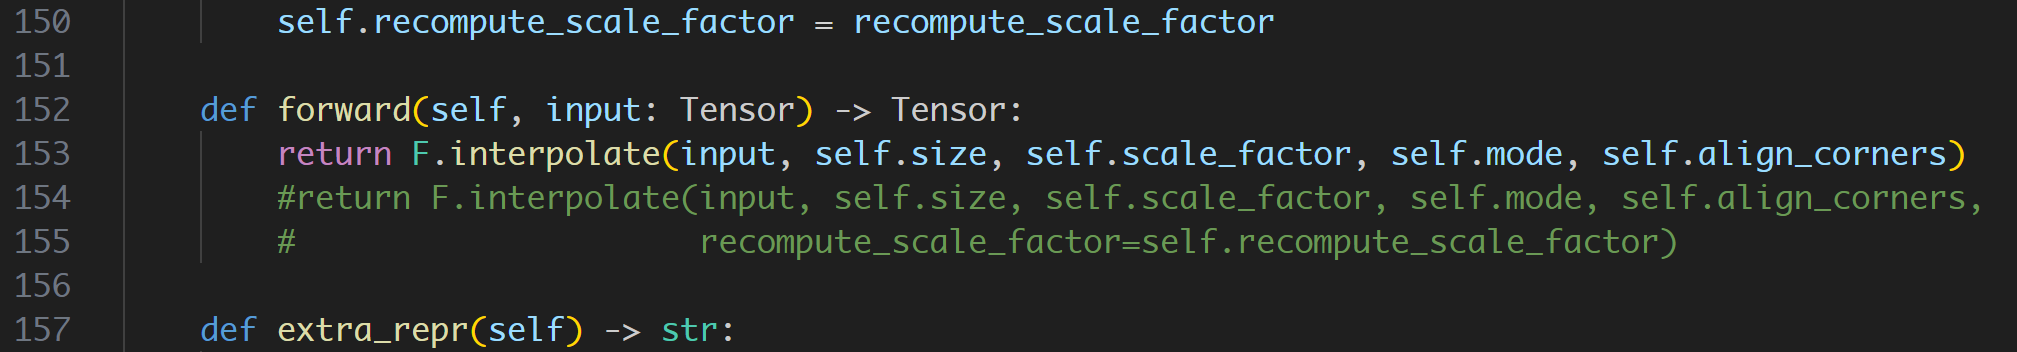 150 self.recompute_scale_factor = recompute_scale_factor
151
152 def forward(self, input: Tensor) -> Tensor:
153 return F.interpolate(input, self.size, self.scale_factor, self.mode, self.align_corners)
154 #return F.interpolate(input, self.size, self.scale_factor, self.mode, self.align_corners,
155 # recompute_scale_factor=self.recompute_scale_factor)
156
157 def extra_repr(self) -> str: